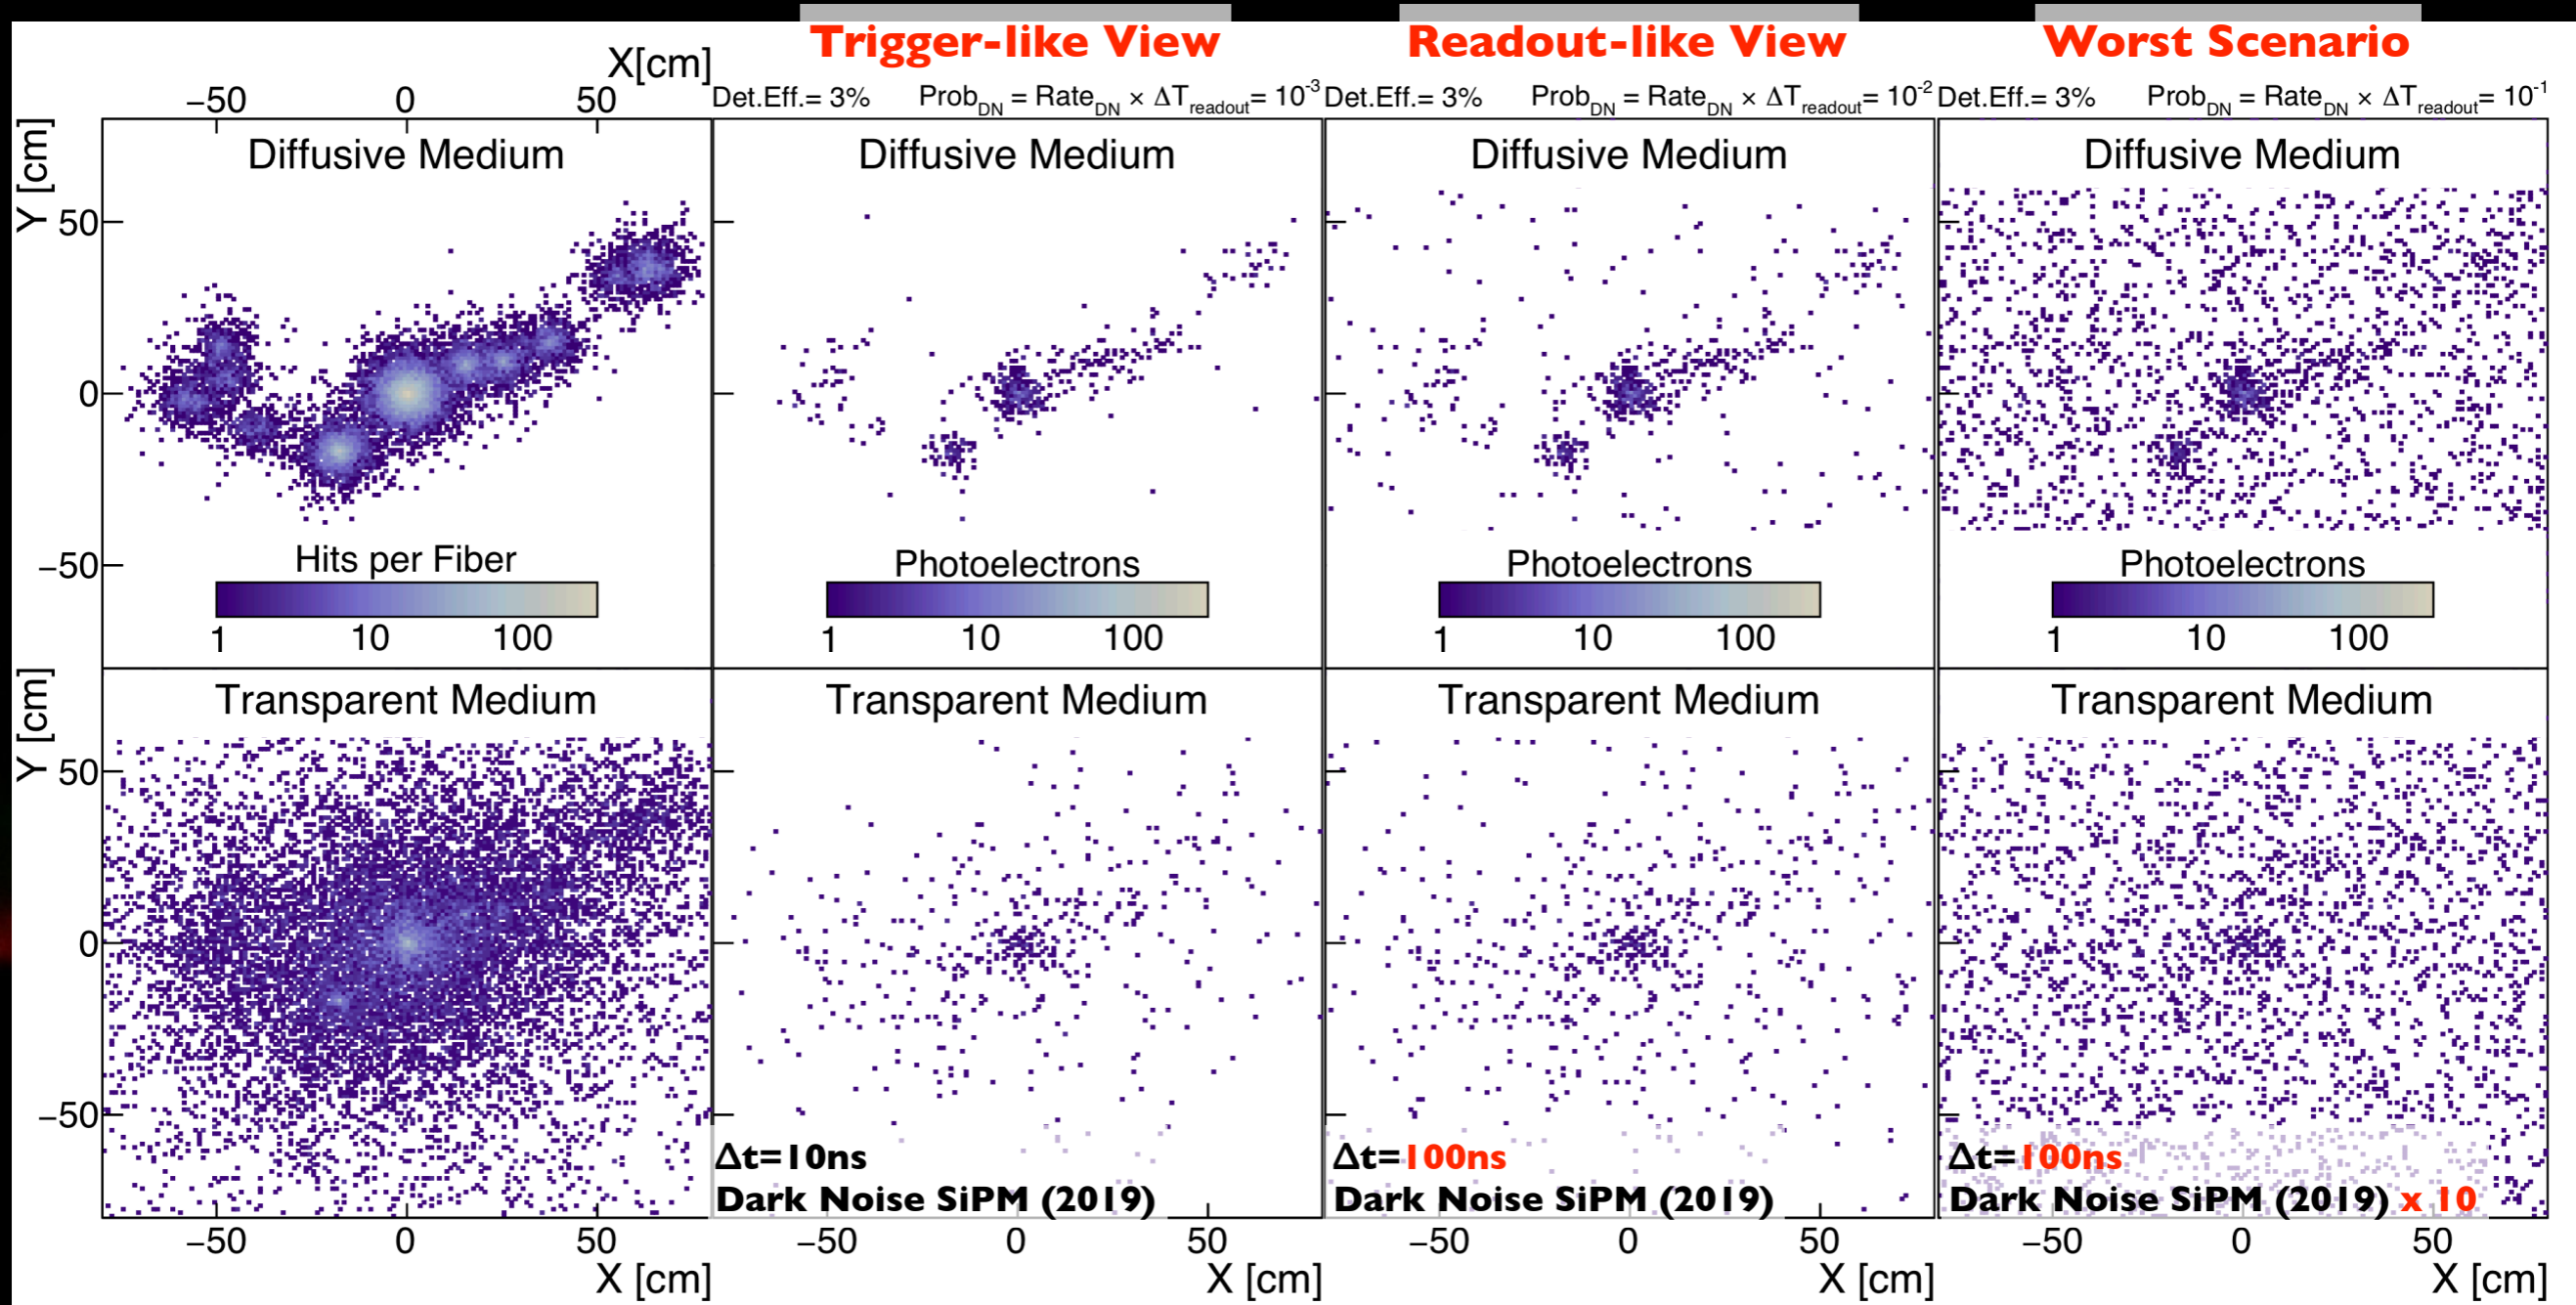 Trigger-like View
Readout-like View
Worst Scenario
X[cm]
−50 0 50
Det.Eff.= 3% Prob_DN = Rate_DN × ΔT_readout= 10^-3
Det.Eff.= 3% Prob_DN = Rate_DN × ΔT_readout= 10^-2
Det.Eff.= 3% Prob_DN = Rate_DN × ΔT_readout= 10^-1
Y [cm]
50
0
−50
Diffusive Medium
Hits per Fiber
1 10 100
Diffusive Medium
Photoelectrons
1 10 100
Diffusive Medium
Photoelectrons
1 10 100
Diffusive Medium
Photoelectrons
1 10 100
Y [cm]
50
0
−50
Transparent Medium
−50 0 50
X [cm]
Transparent Medium
Δt=10ns
Dark Noise SiPM (2019)
−50 0 50
X [cm]
Transparent Medium
Δt=100ns
Dark Noise SiPM (2019)
−50 0 50
X [cm]
Transparent Medium
Δt=100ns
Dark Noise SiPM (2019) x 10
−50 0 50
X [cm]